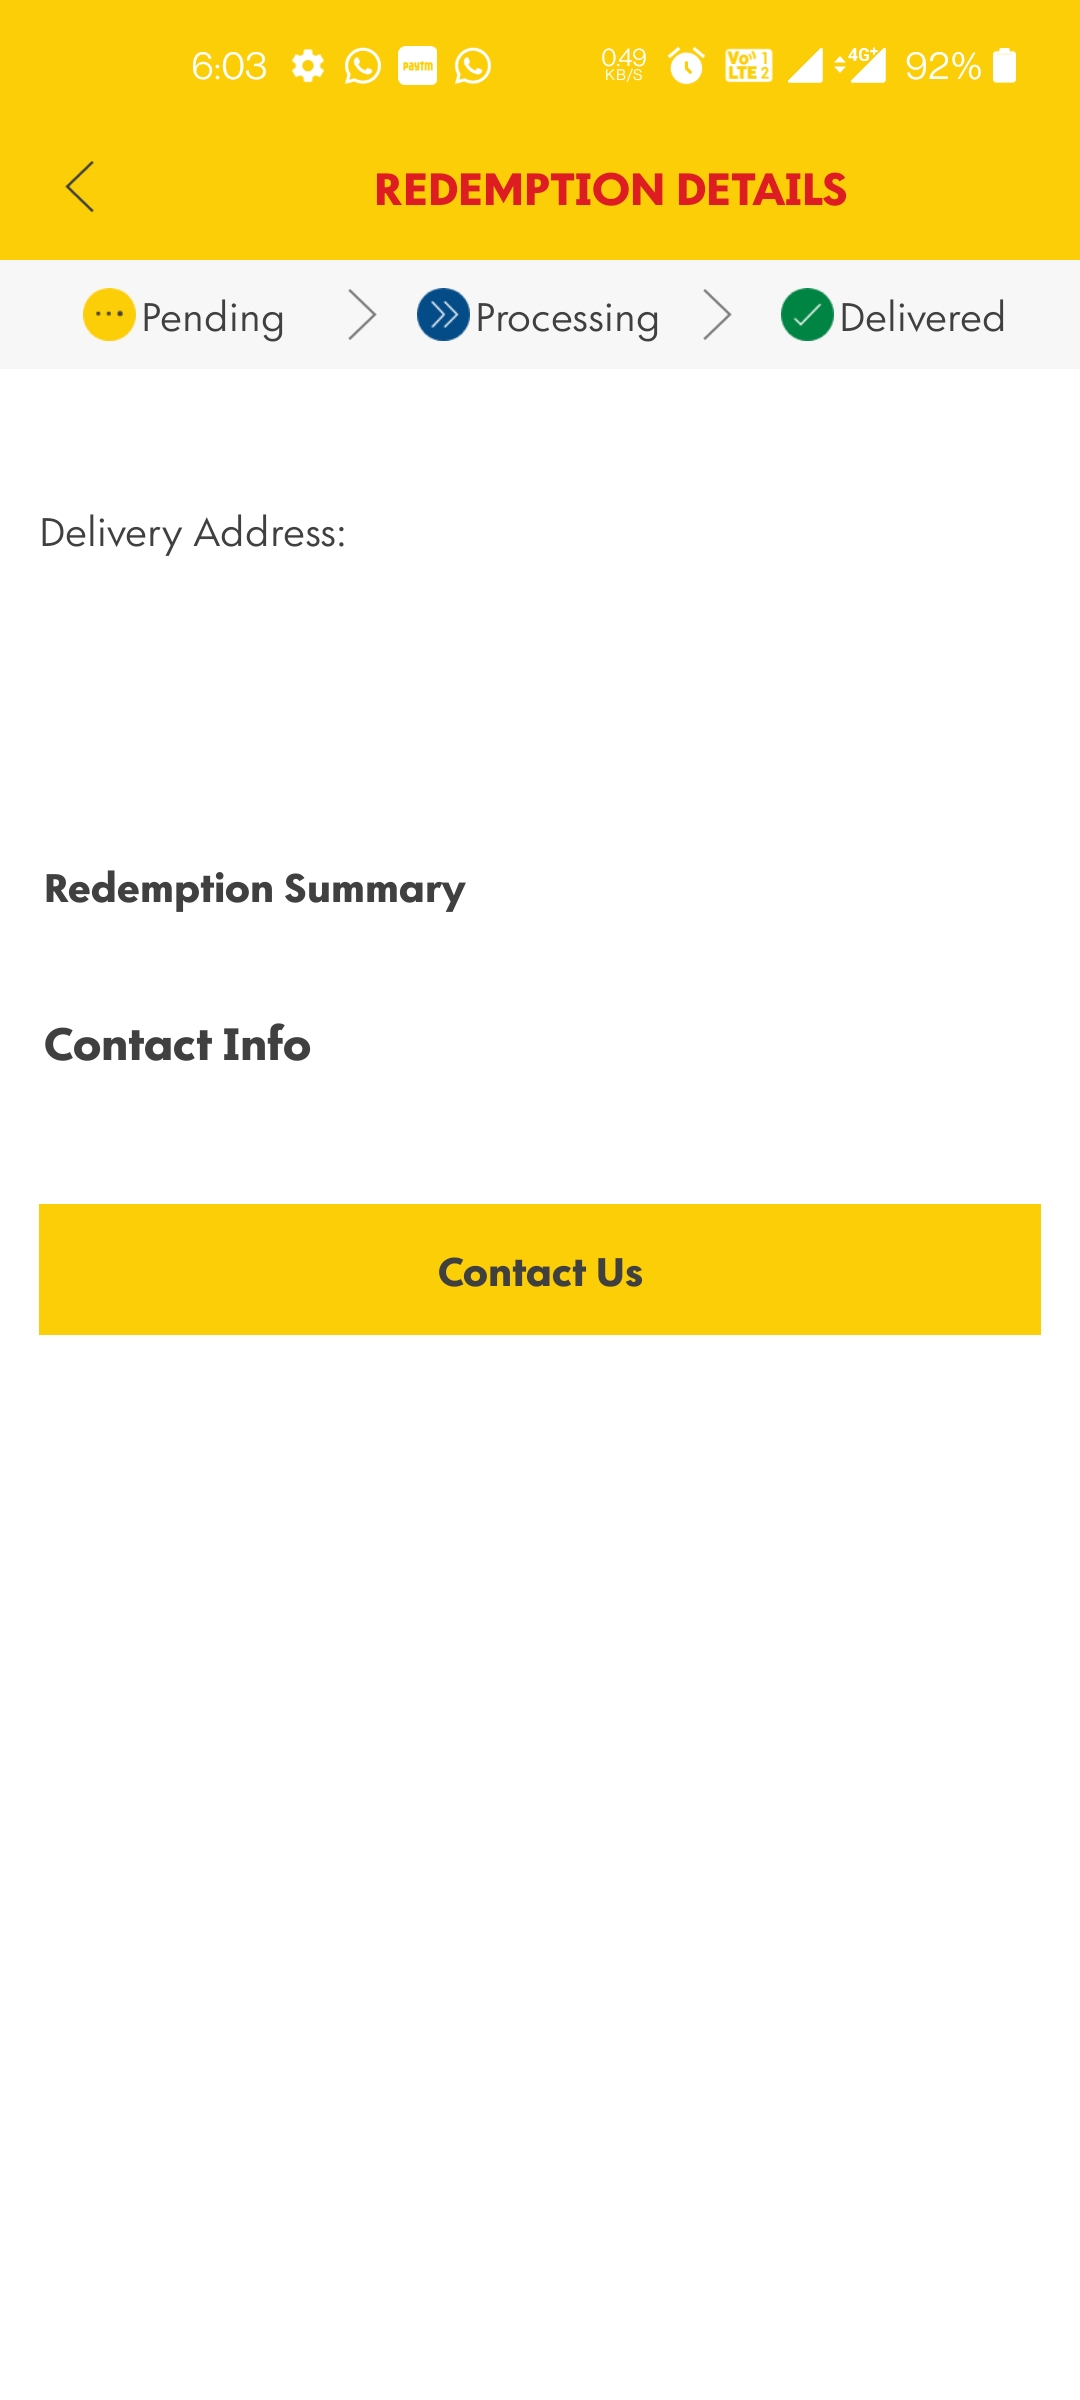 6:03 paytm 0.49 KB/S Vo)) 1 LTE 2 4G+ 92%
REDEMPTION DETAILS
Pending Processing Delivered
Delivery Address:
Redemption Summary
Contact Info
Contact Us